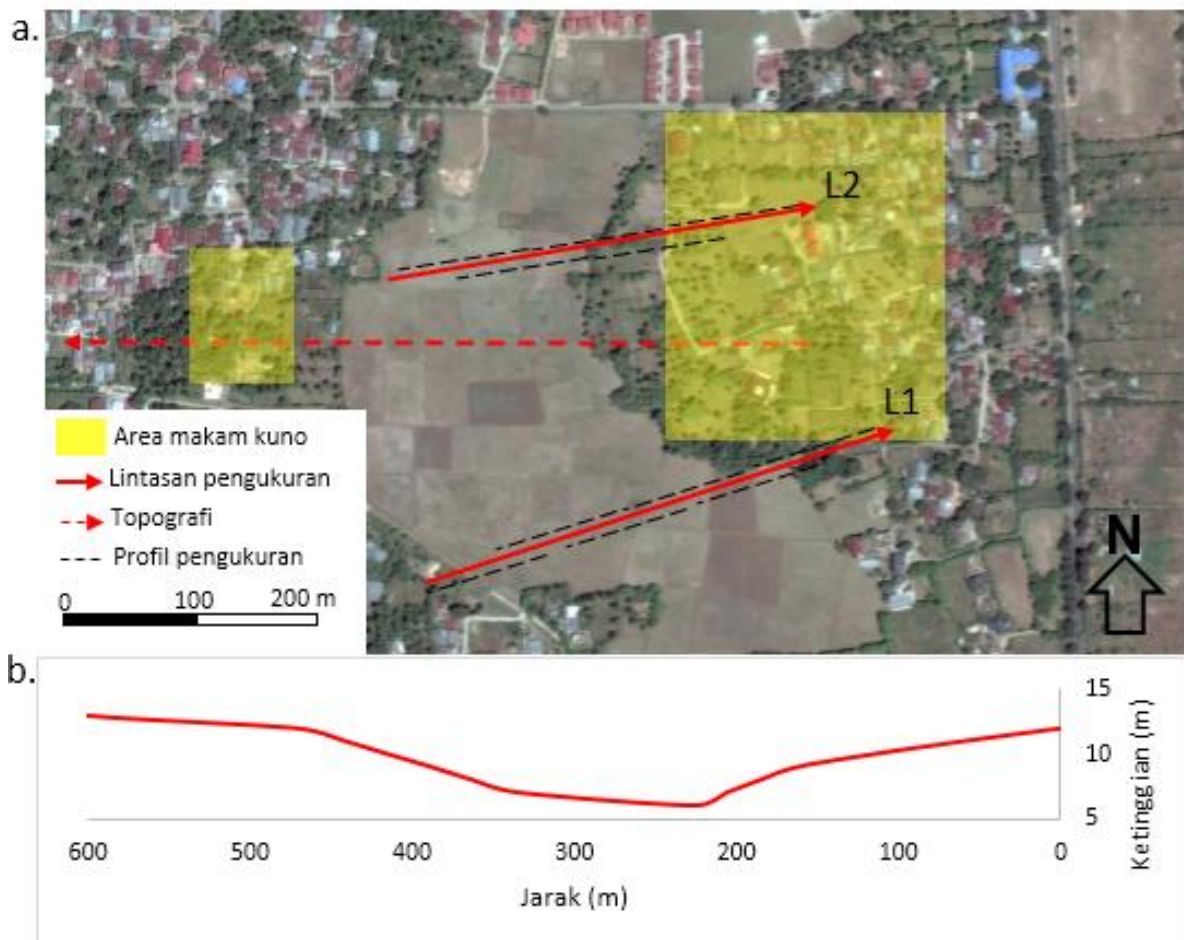 a.
L2
L1
Area makam kuno
Lintasan pengukuran
Topografi
Profil pengukuran
0 100 200 m
N
b.
15
10
5
Ketinggian (m)
600 500 400 300 200 100 0
Jarak (m)